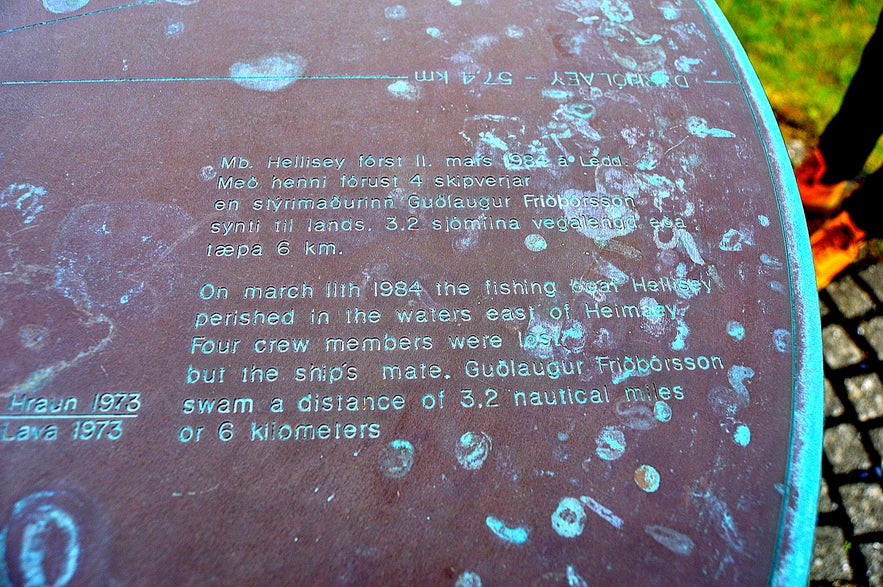 DYRHÓLAEY - 57.4 km
Mb. Hellisey fórst 11. mars 1984 á Ledd.
Með henni fórust 4 skipverjar
en stýrimaðurinn Guðlaugur Friðþórsson
synti til lands. 3.2 sjómílna vegalengd eða
tæpa 6 km.
On march 11th 1984 the fishing boat Hellisey
perished in the waters east of Heimaey.
Four crew members were lost
but the ship's mate, Guðlaugur Friðþórsson
swam a distance of 3,2 nautical miles
or 6 kilometers
Hraun 1973
Lava 1973